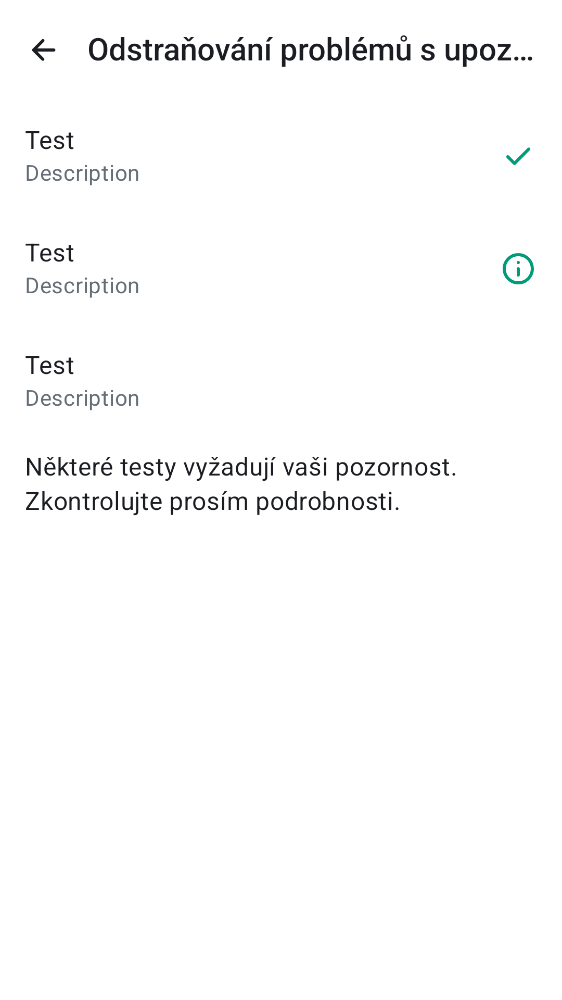 Odstraňování problémů s upoz…
Test
Description
Test
Description
Test
Description
Některé testy vyžadují vaši pozornost.
Zkontrolujte prosím podrobnosti.